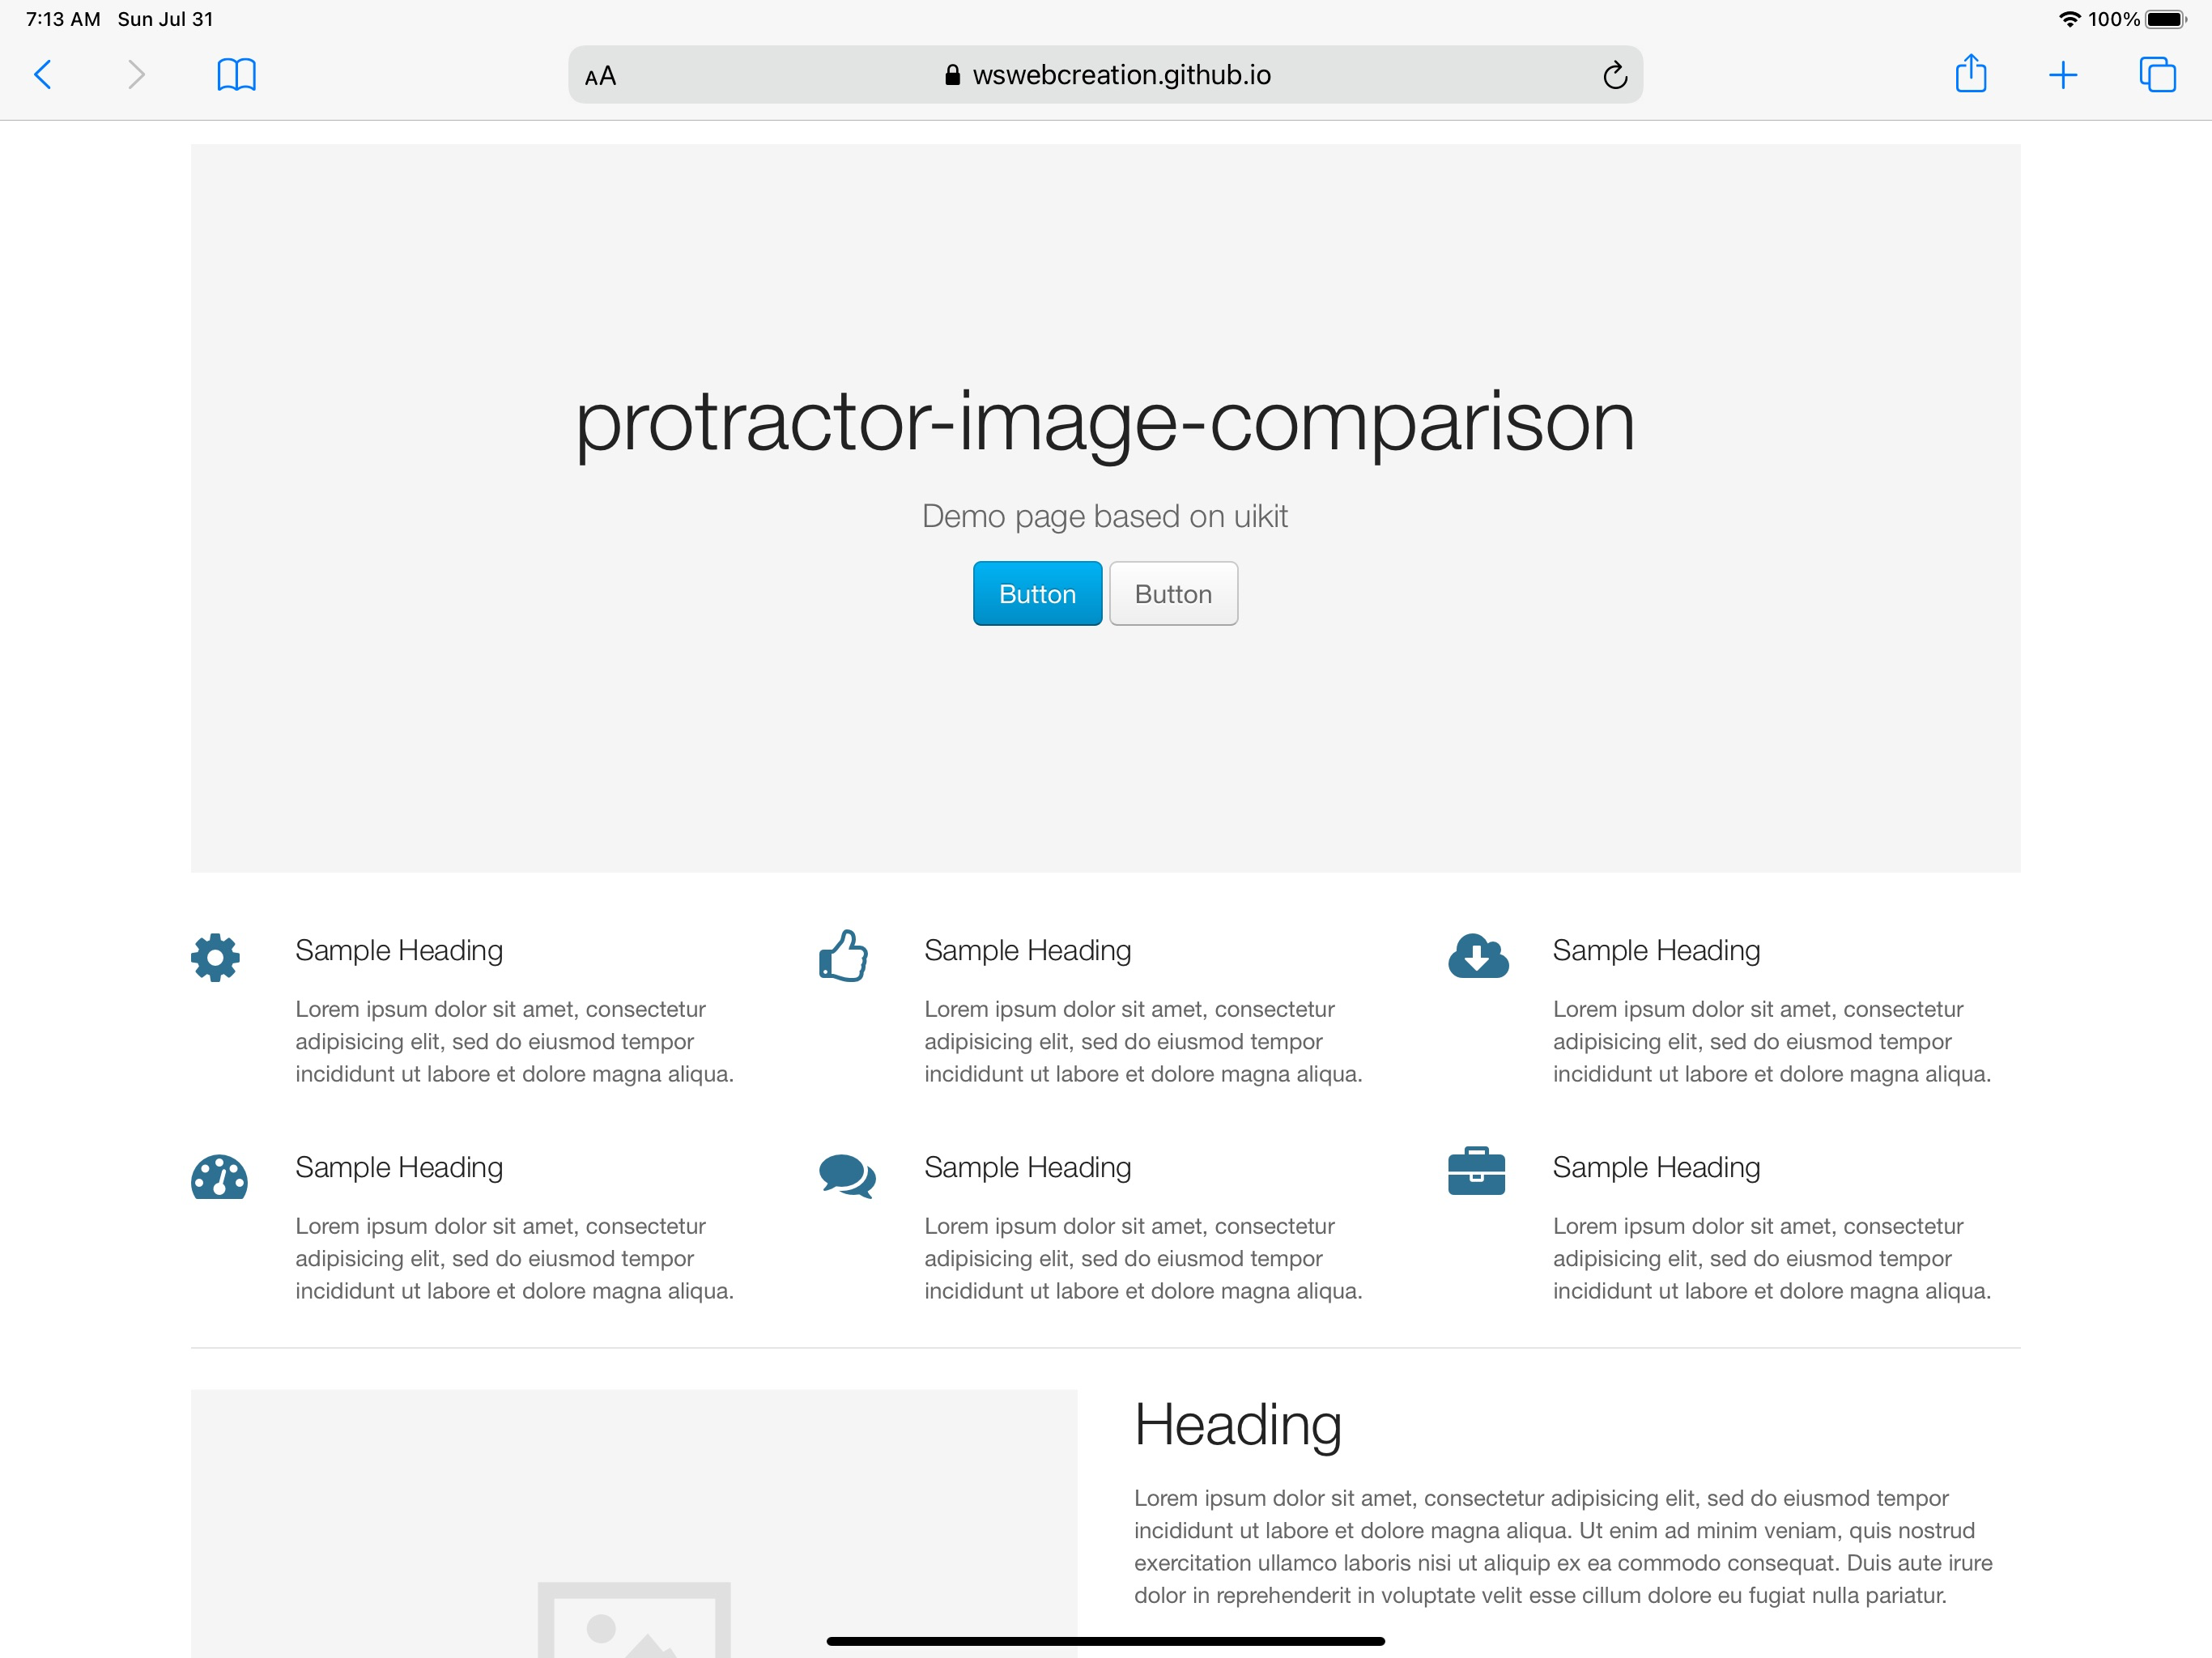 7:13 AM Sun Jul 31
100%
AA
wswebcreation.github.io
protractor-image-comparison
Demo page based on uikit
Button Button
Sample Heading
Lorem ipsum dolor sit amet, consectetur
adipisicing elit, sed do eiusmod tempor
incididunt ut labore et dolore magna aliqua.
Sample Heading
Lorem ipsum dolor sit amet, consectetur
adipisicing elit, sed do eiusmod tempor
incididunt ut labore et dolore magna aliqua.
Sample Heading
Lorem ipsum dolor sit amet, consectetur
adipisicing elit, sed do eiusmod tempor
incididunt ut labore et dolore magna aliqua.
Sample Heading
Lorem ipsum dolor sit amet, consectetur
adipisicing elit, sed do eiusmod tempor
incididunt ut labore et dolore magna aliqua.
Sample Heading
Lorem ipsum dolor sit amet, consectetur
adipisicing elit, sed do eiusmod tempor
incididunt ut labore et dolore magna aliqua.
Sample Heading
Lorem ipsum dolor sit amet, consectetur
adipisicing elit, sed do eiusmod tempor
incididunt ut labore et dolore magna aliqua.
Heading
Lorem ipsum dolor sit amet, consectetur adipisicing elit, sed do eiusmod tempor
incididunt ut labore et dolore magna aliqua. Ut enim ad minim veniam, quis nostrud
exercitation ullamco laboris nisi ut aliquip ex ea commodo consequat. Duis aute irure
dolor in reprehenderit in voluptate velit esse cillum dolore eu fugiat nulla pariatur.